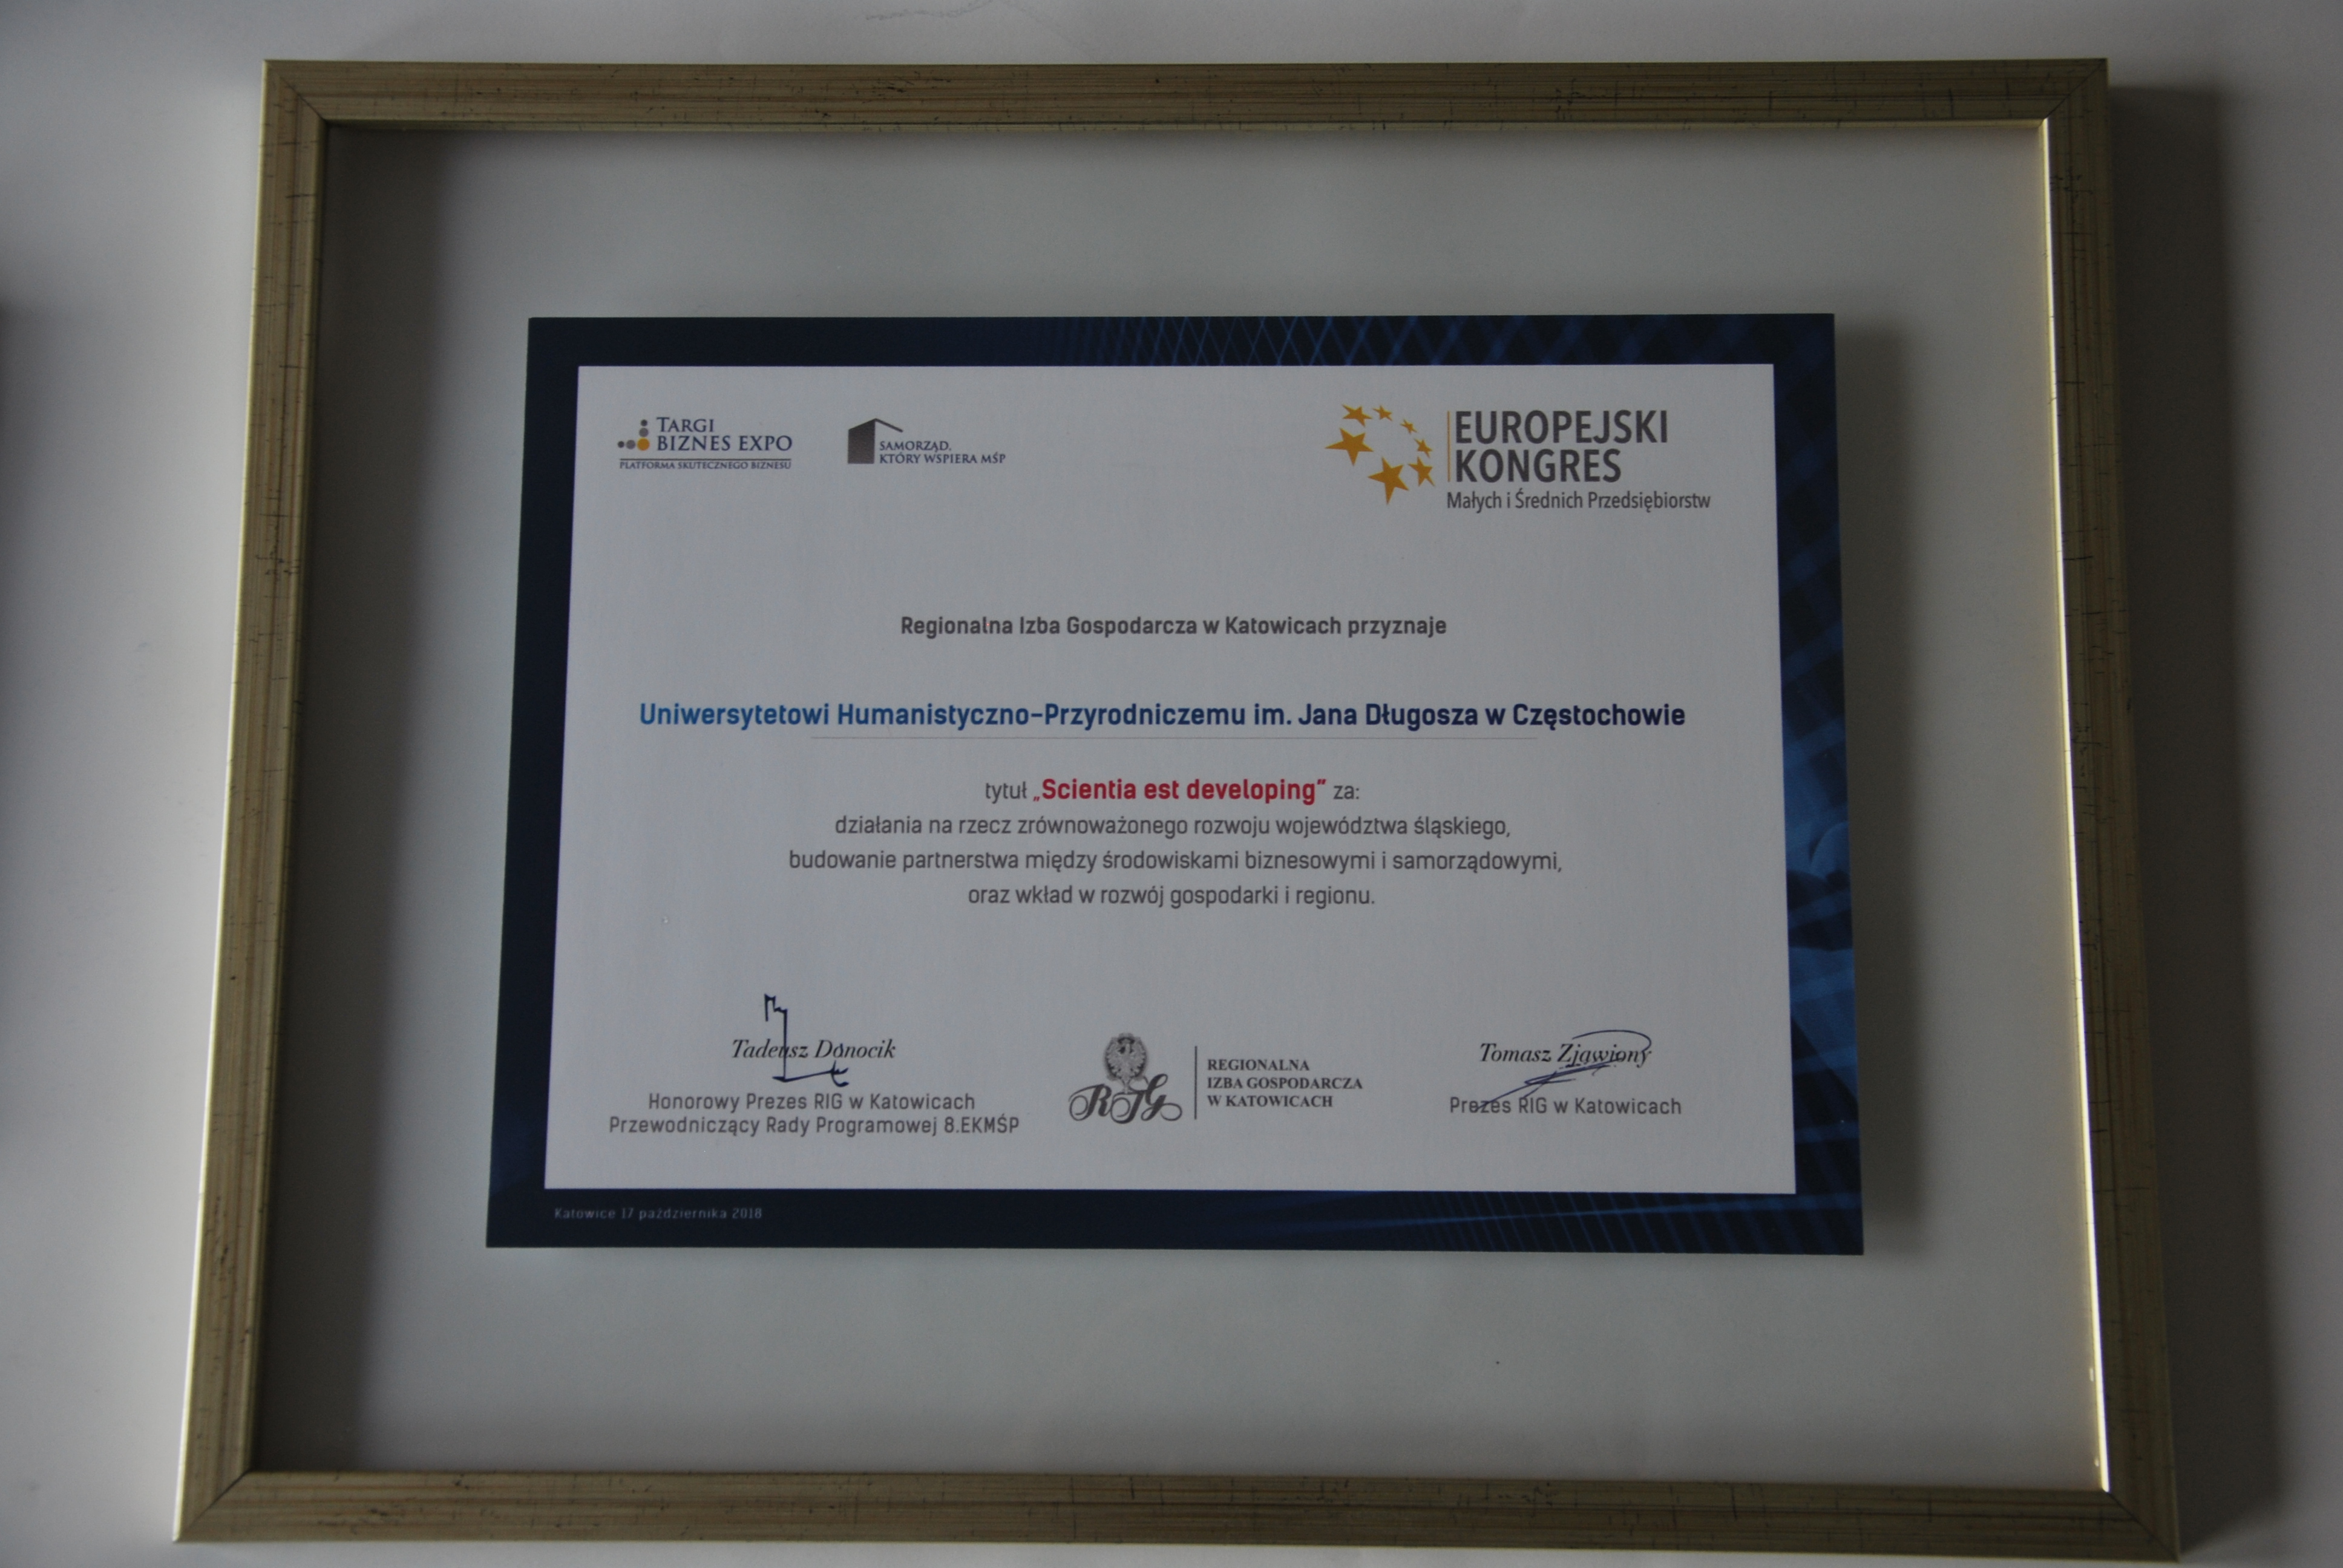 TARGI
BIZNES EXPO
PLATFORMA SKUTECZNEGO BIZNESU
SAMORZĄD,
KTÓRY WSPIERA MŚP
EUROPEJSKI
KONGRES
Małych i Średnich Przedsiębiorstw
Regionalna Izba Gospodarcza w Katowicach przyznaje
Uniwersytetowi Humanistyczno-Przyrodniczemu im. Jana Długosza w Częstochowie
tytuł „Scientia est developing” za:
działania na rzecz zrównoważonego rozwoju województwa śląskiego,
budowanie partnerstwa między środowiskami biznesowymi i samorządowymi,
oraz wkład w rozwój gospodarki i regionu.
Tadeusz Donocik
Honorowy Prezes RIG w Katowicach
Przewodniczący Rady Programowej 8.EKMŚP
RIG
REGIONALNA
IZBA GOSPODARCZA
W KATOWICACH
Tomasz Zjawiony
Prezes RIG w Katowicach
Katowice 17 października 2018